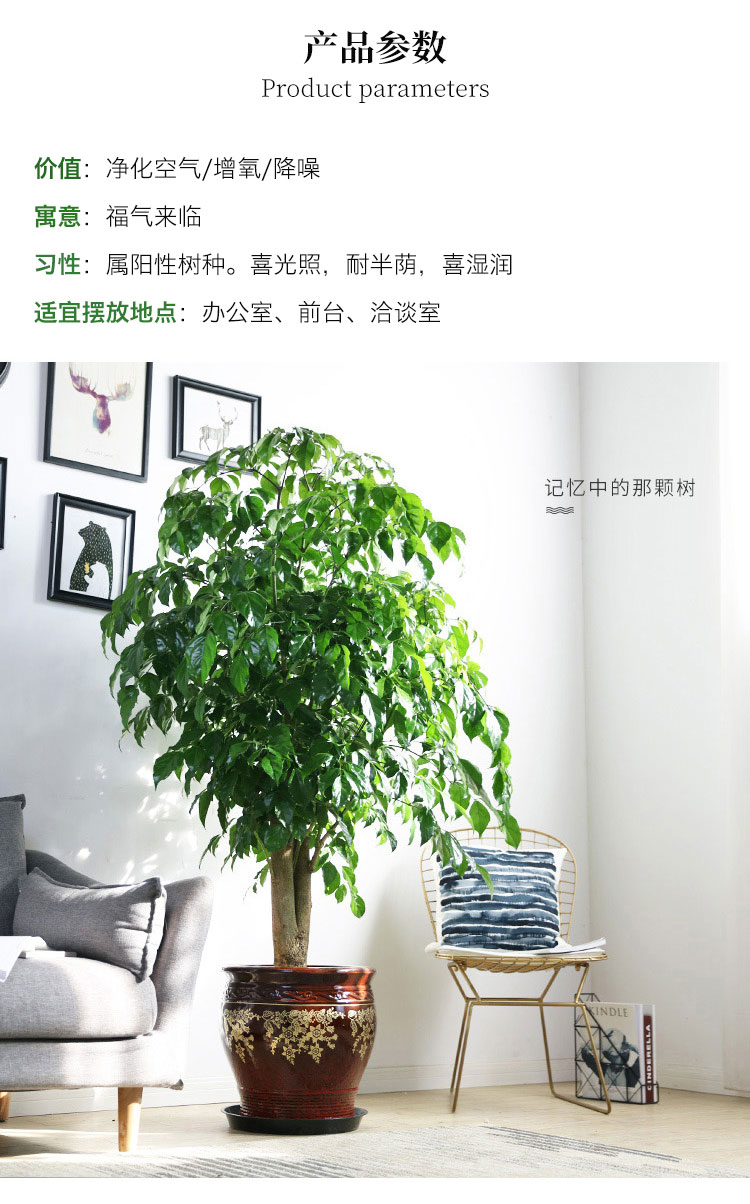 产品参数
Product parameters
价值：净化空气/增氧/降噪
寓意：福气来临
习性：属阳性树种。喜光照，耐半荫，喜湿润
适宜摆放地点：办公室、前台、洽谈室
记忆中的那颗树
KINDLE
CINDERELLA